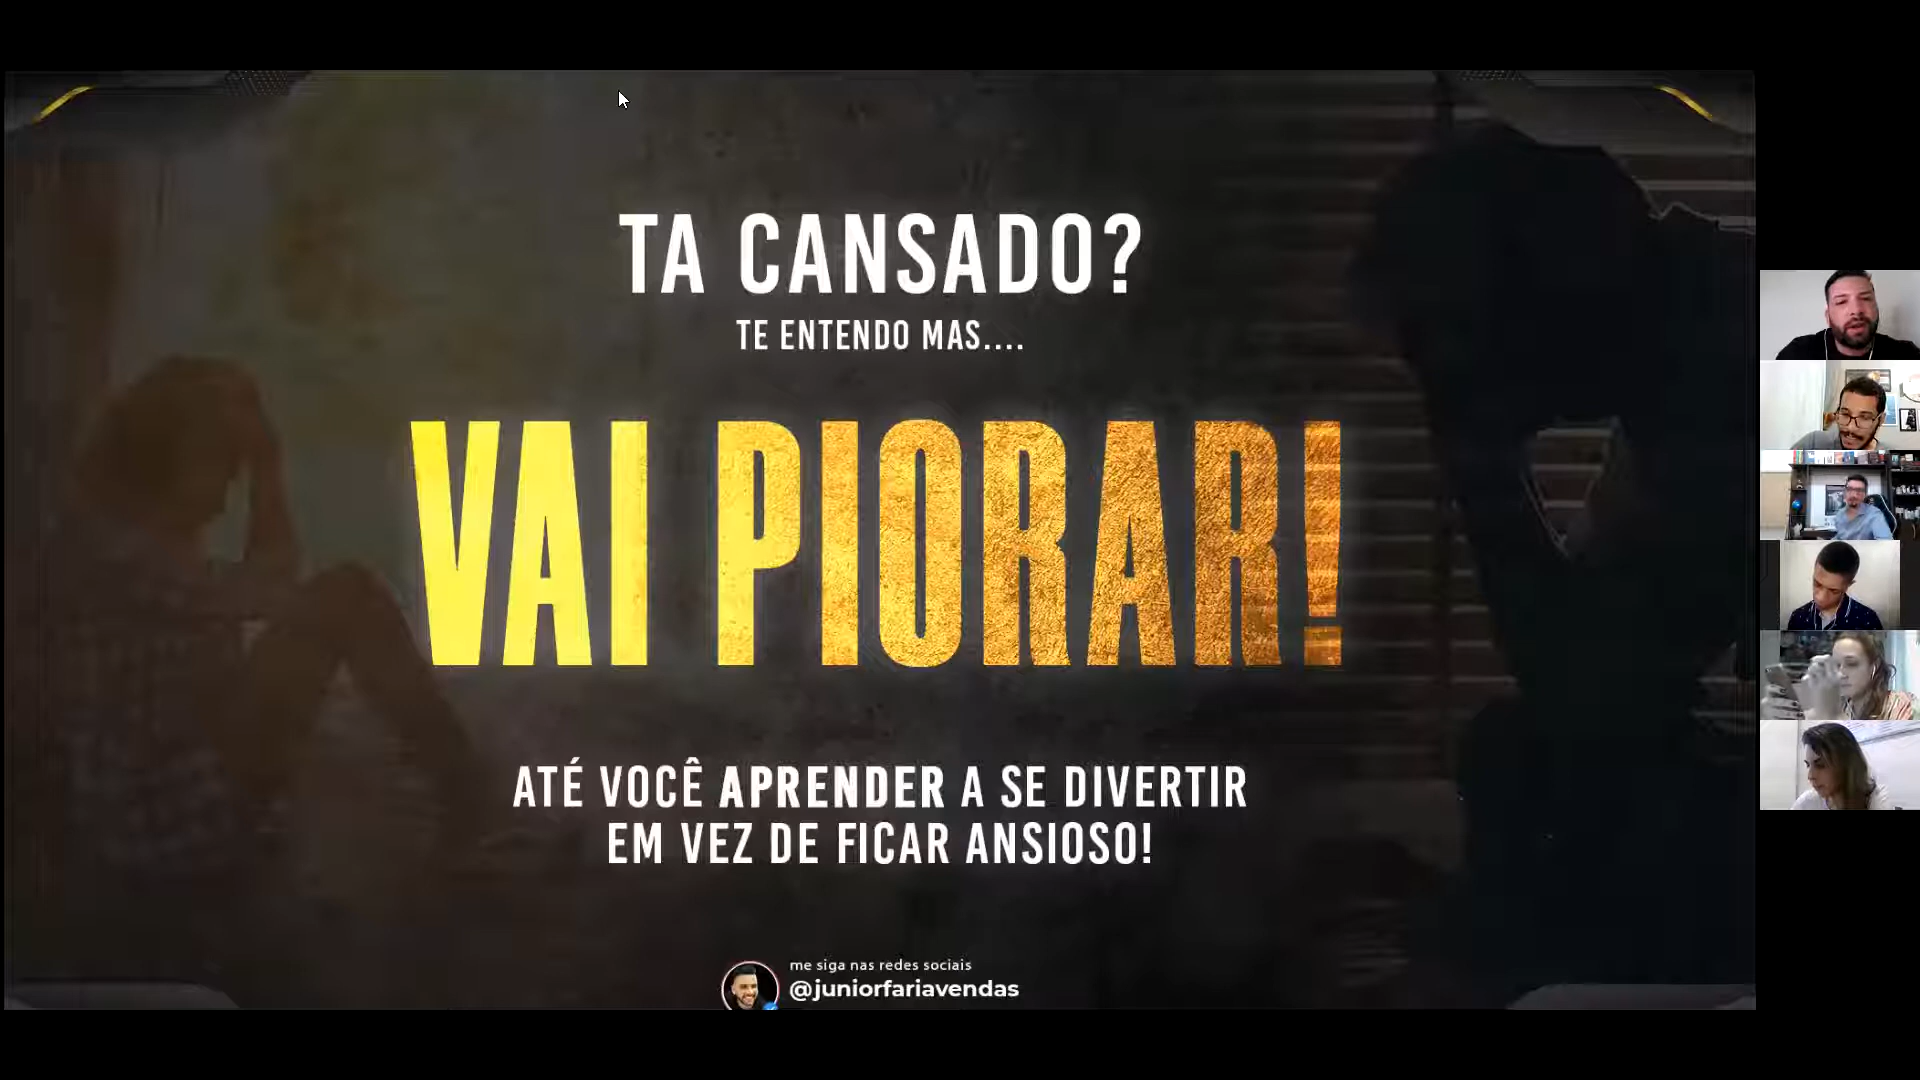 TA CANSADO?
TE ENTENDO MAS....
VAI PIORAR!
ATÉ VOCÊ APRENDER A SE DIVERTIR
EM VEZ DE FICAR ANSIOSO!
me siga nas redes sociais
@juniorfariavendas